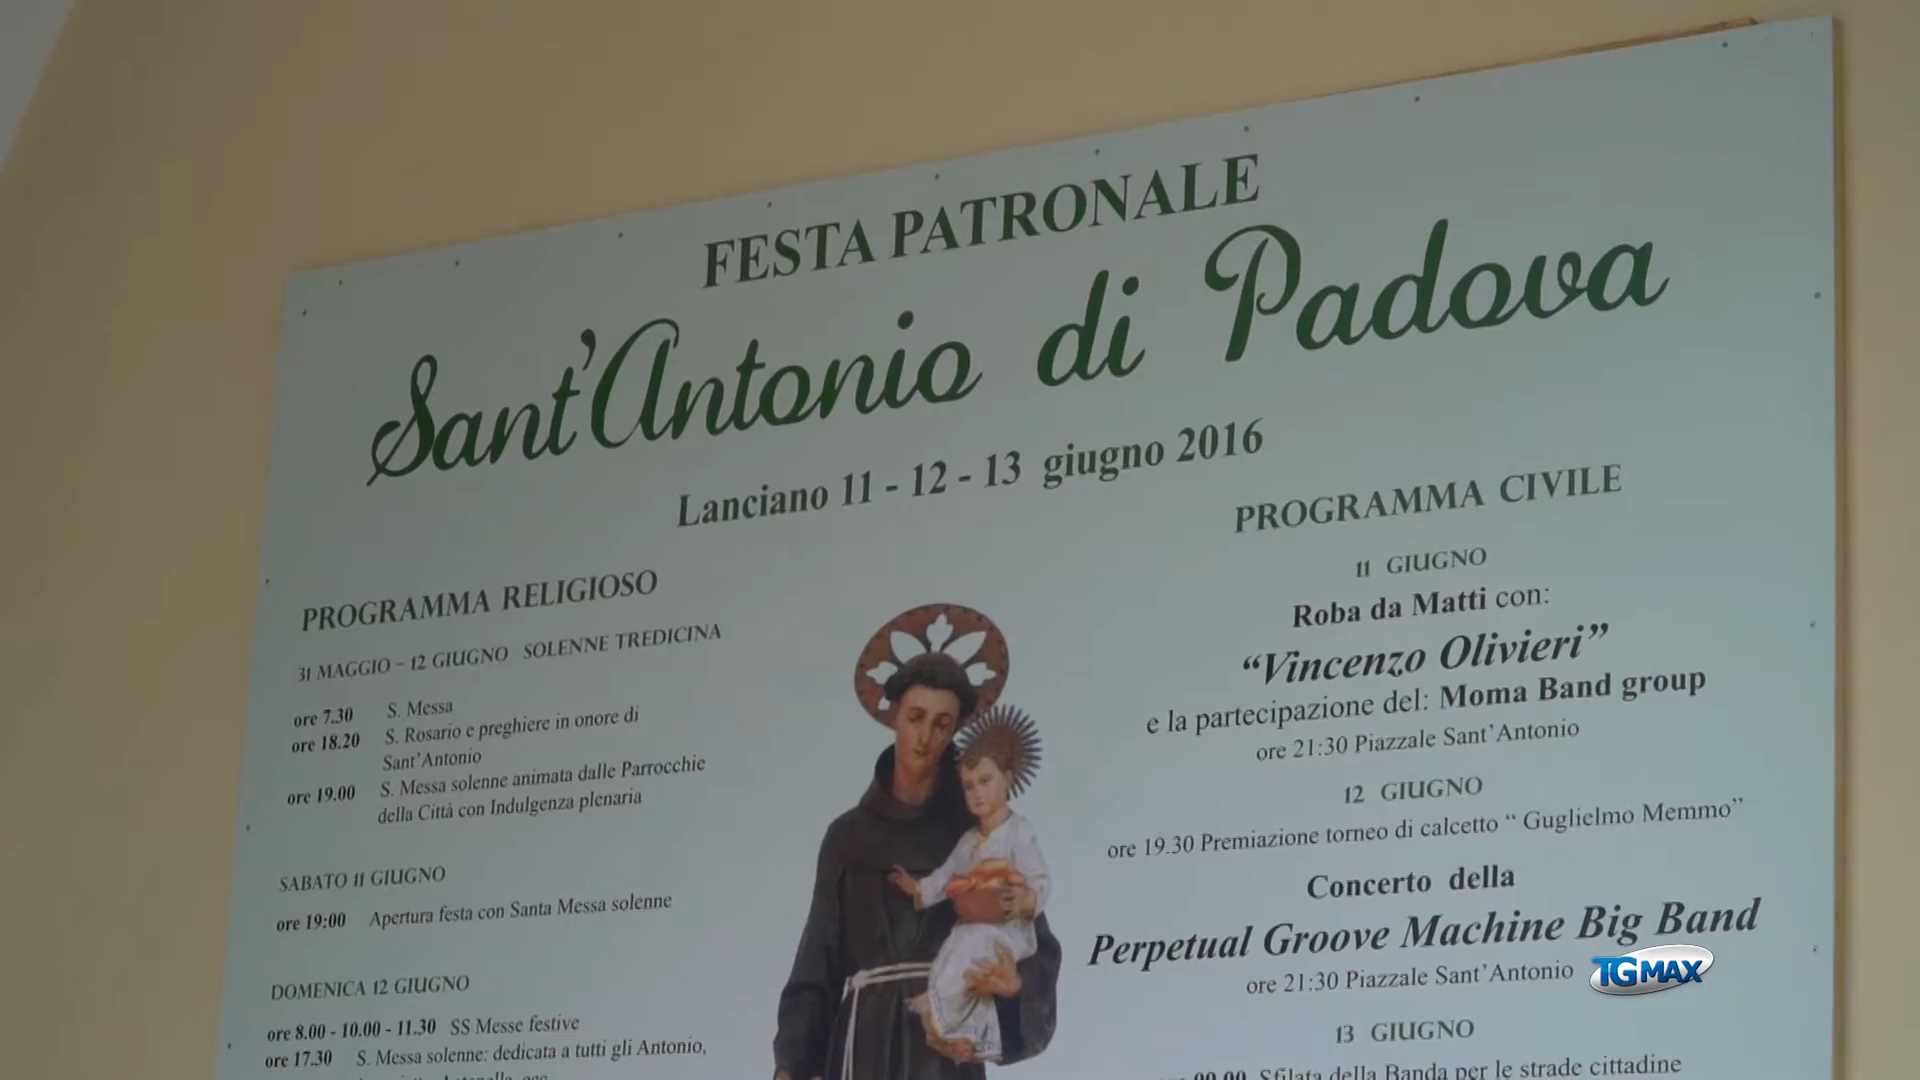 FESTA PATRONALE
Sant'Antonio di Padova
Lanciano 11 - 12 - 13 giugno 2016
PROGRAMMA RELIGIOSO
31 MAGGIO – 12 GIUGNO SOLENNE TREDICINA
ore 7.30 S. Messa
ore 18.20 S. Rosario e preghiere in onore di
Sant'Antonio
ore 19.00 S. Messa solenne animata dalle Parrocchie
della Città con Indulgenza plenaria
SABATO 11 GIUGNO
ore 19:00 Apertura festa con Santa Messa solenne
DOMENICA 12 GIUGNO
ore 8.00 - 10.00 - 11.30 SS Messe festive
ore 17.30 S. Messa solenne: dedicata a tutti gli Antonio,
PROGRAMMA CIVILE
11 GIUGNO
Roba da Matti con:
“Vincenzo Olivieri”
e la partecipazione del: Moma Band group
ore 21:30 Piazzale Sant'Antonio
12 GIUGNO
ore 19.30 Premiazione torneo di calcetto “ Guglielmo Memmo”
Concerto della
Perpetual Groove Machine Big Band
ore 21:30 Piazzale Sant'Antonio
13 GIUGNO
Sfilata della Banda per le strade cittadine
TGMAX